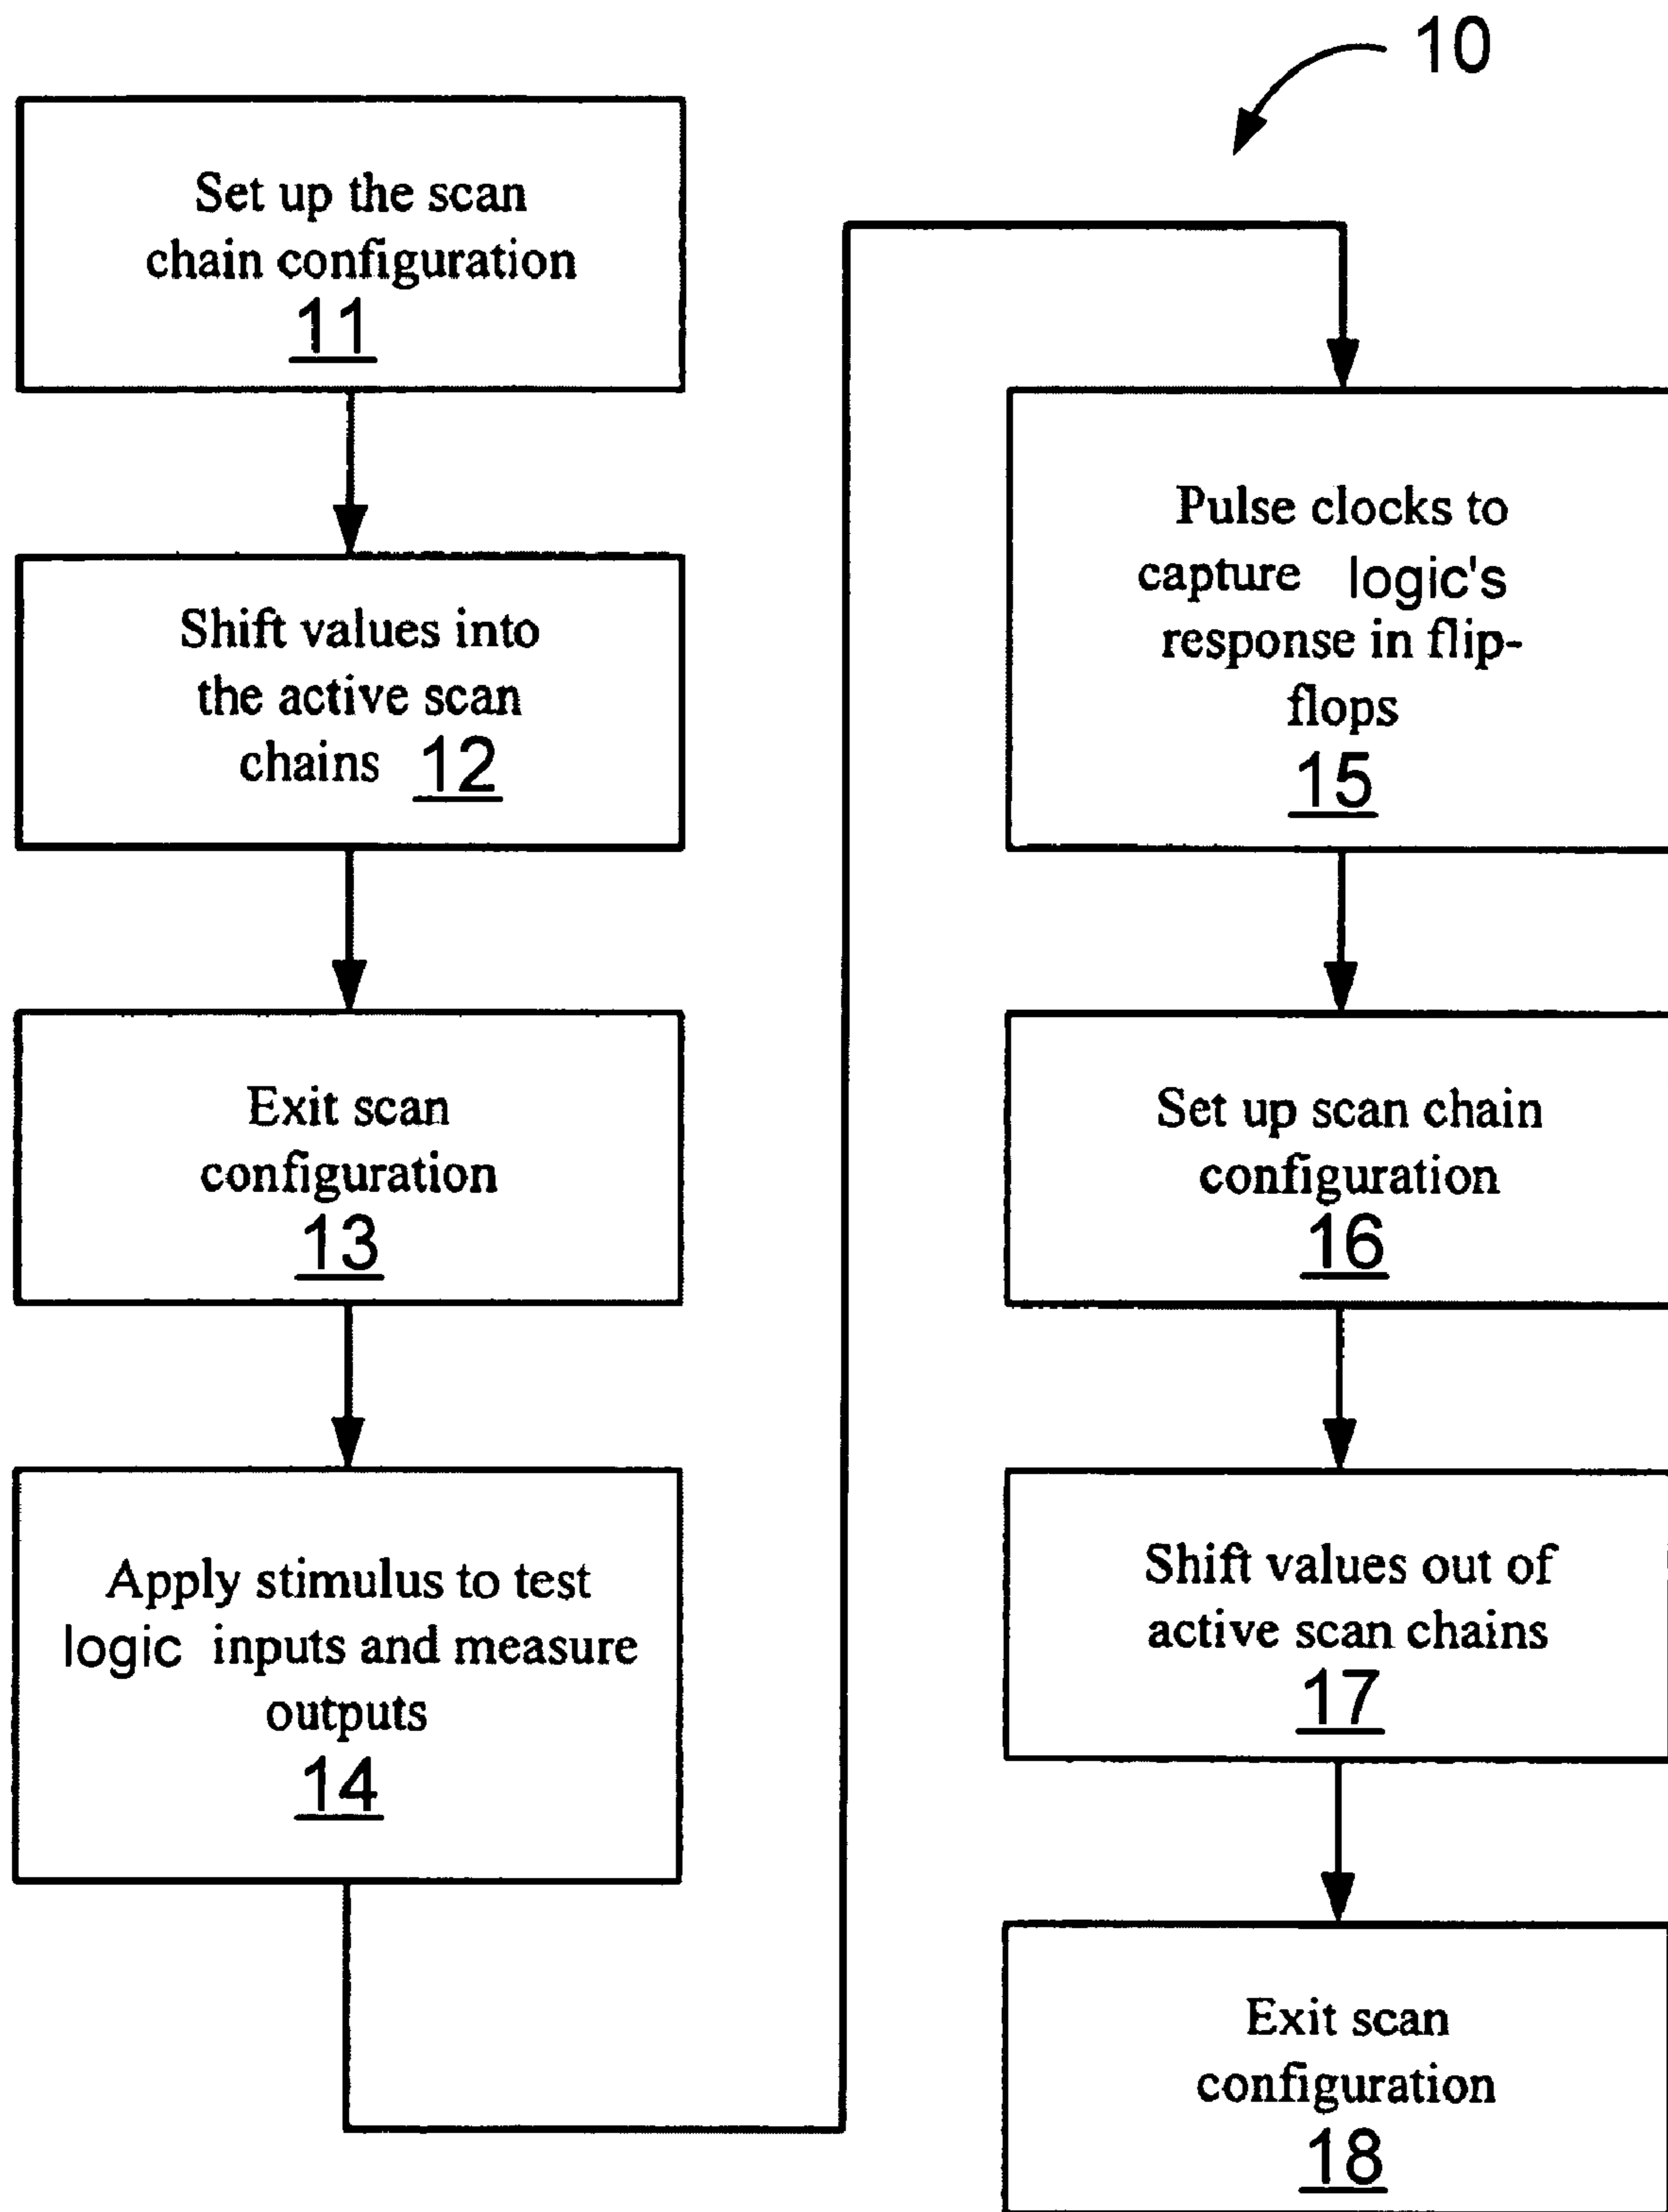 10
Set up the scan
chain configuration
11
Shift values into
the active scan
chains 12
Exit scan
configuration
13
Apply stimulus to test
logic inputs and measure
outputs
14
Pulse clocks to
capture logic's
response in flip-
flops
15
Set up scan chain
configuration
16
Shift values out of
active scan chains
17
Exit scan
configuration
18